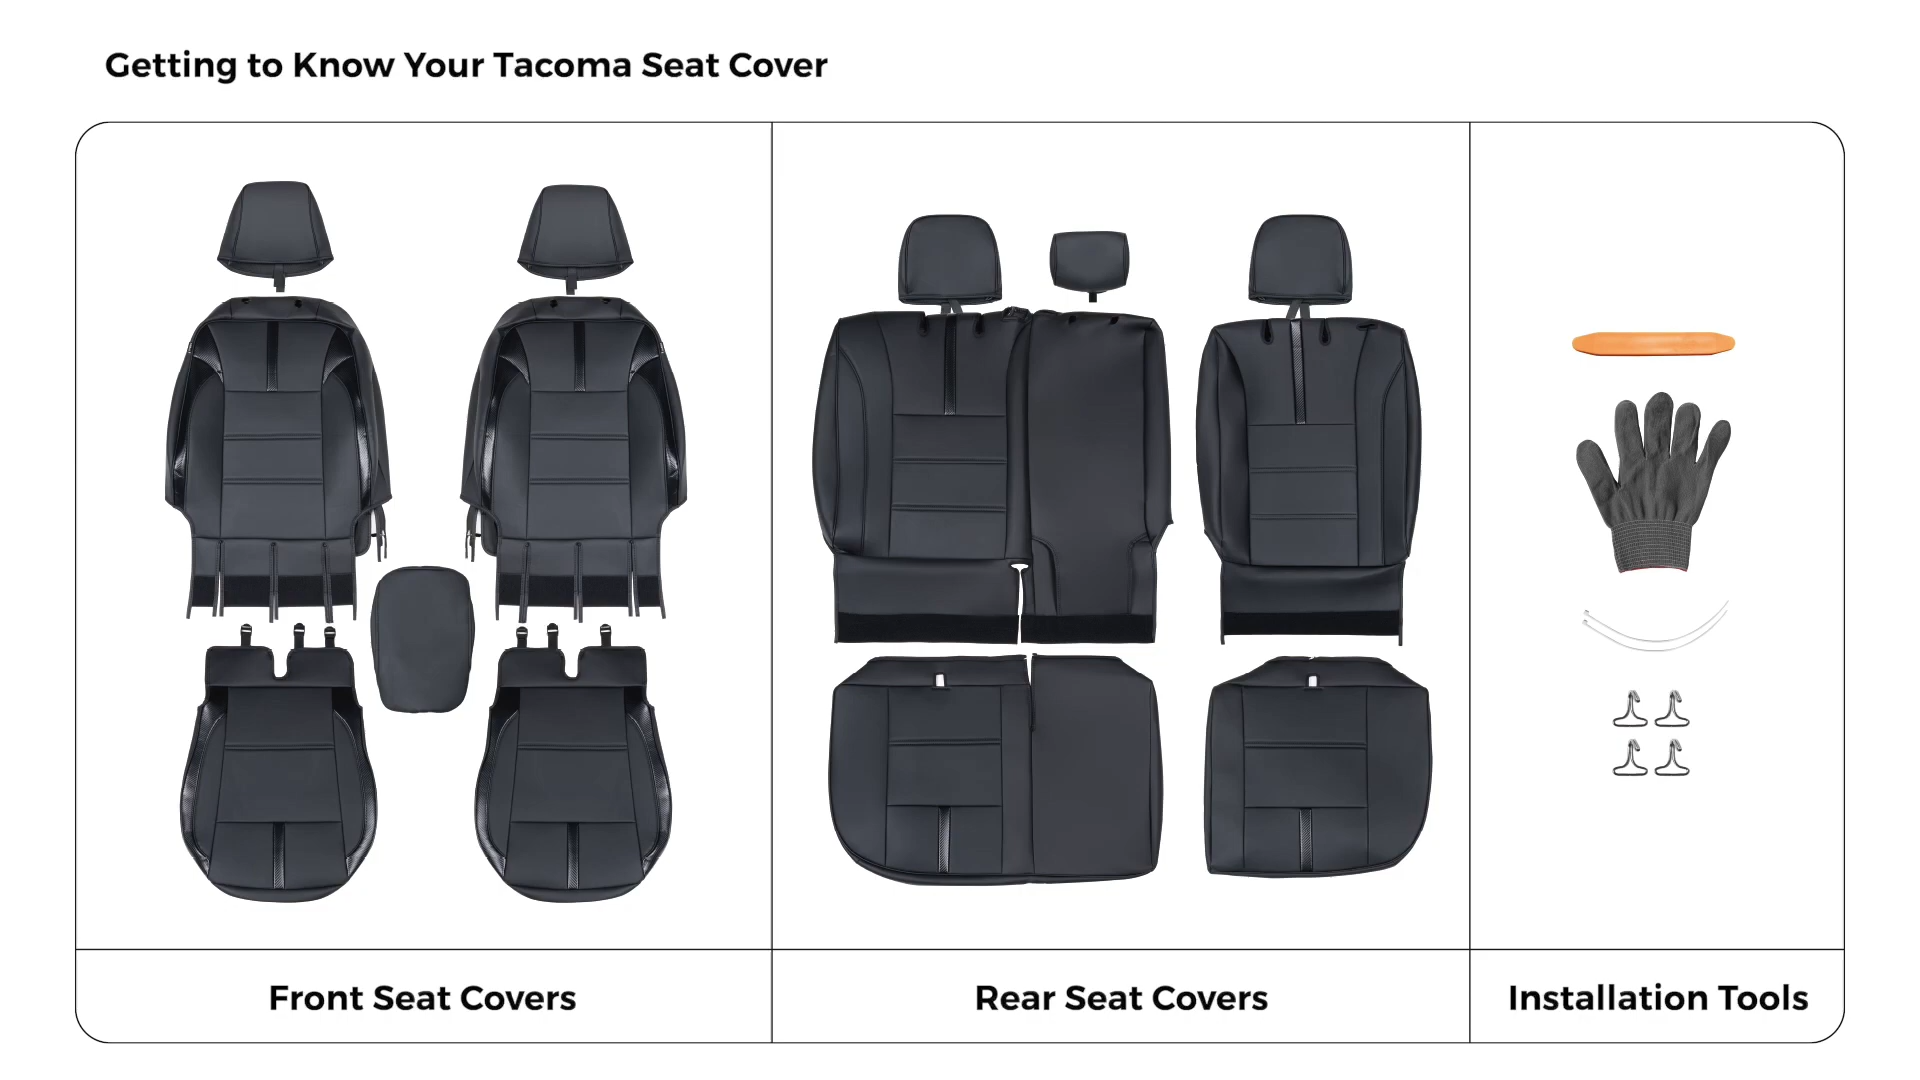 Getting to Know Your Tacoma Seat Cover
Front Seat Covers
Rear Seat Covers
Installation Tools